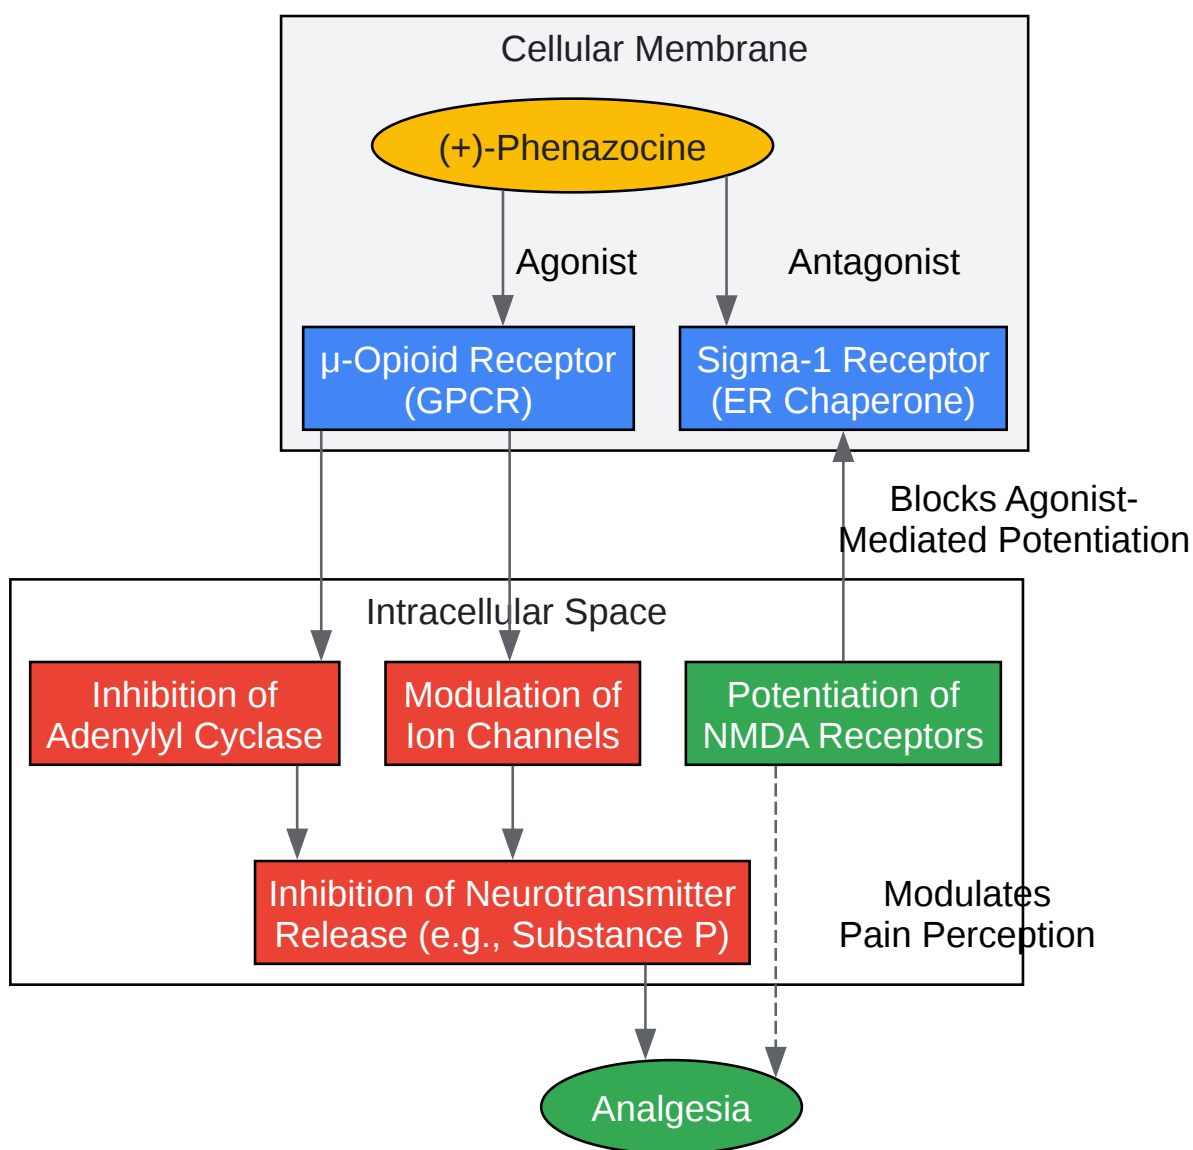 Cellular Membrane
(+)-Phenazocine
Agonist
Antagonist
μ-Opioid Receptor
(GPCR)
Sigma-1 Receptor
(ER Chaperone)
Blocks Agonist-
Mediated Potentiation
Intracellular Space
Inhibition of
Adenylyl Cyclase
Modulation of
Ion Channels
Potentiation of
NMDA Receptors
Inhibition of Neurotransmitter
Release (e.g., Substance P)
Modulates
Pain Perception
Analgesia